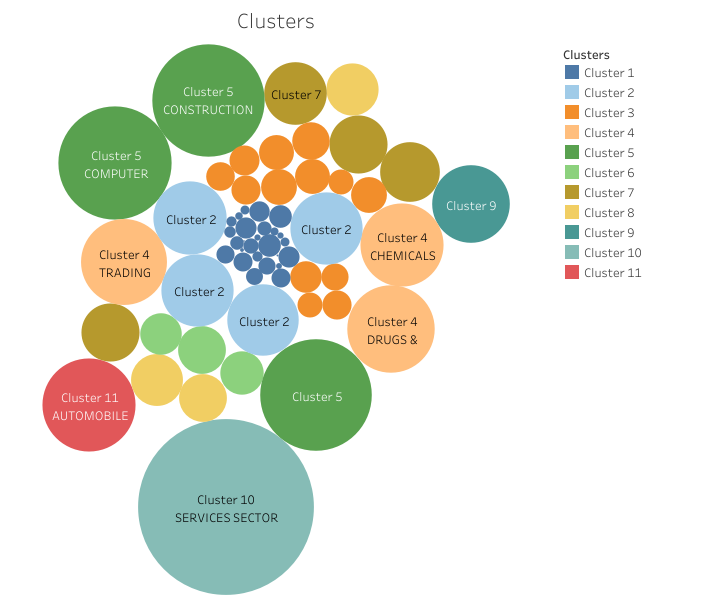 Clusters
Clusters
Cluster 1
Cluster 2
Cluster 3
Cluster 4
Cluster 5
Cluster 6
Cluster 7
Cluster 8
Cluster 9
Cluster 10
Cluster 11
Cluster 5
CONSTRUCTION
Cluster 7
Cluster 5
COMPUTER
Cluster 9
Cluster 2
Cluster 2
Cluster 4
CHEMICALS
Cluster 4
TRADING
Cluster 2
Cluster 2
Cluster 4
DRUGS &
Cluster 11
AUTOMOBILE
Cluster 5
Cluster 10
SERVICES SECTOR